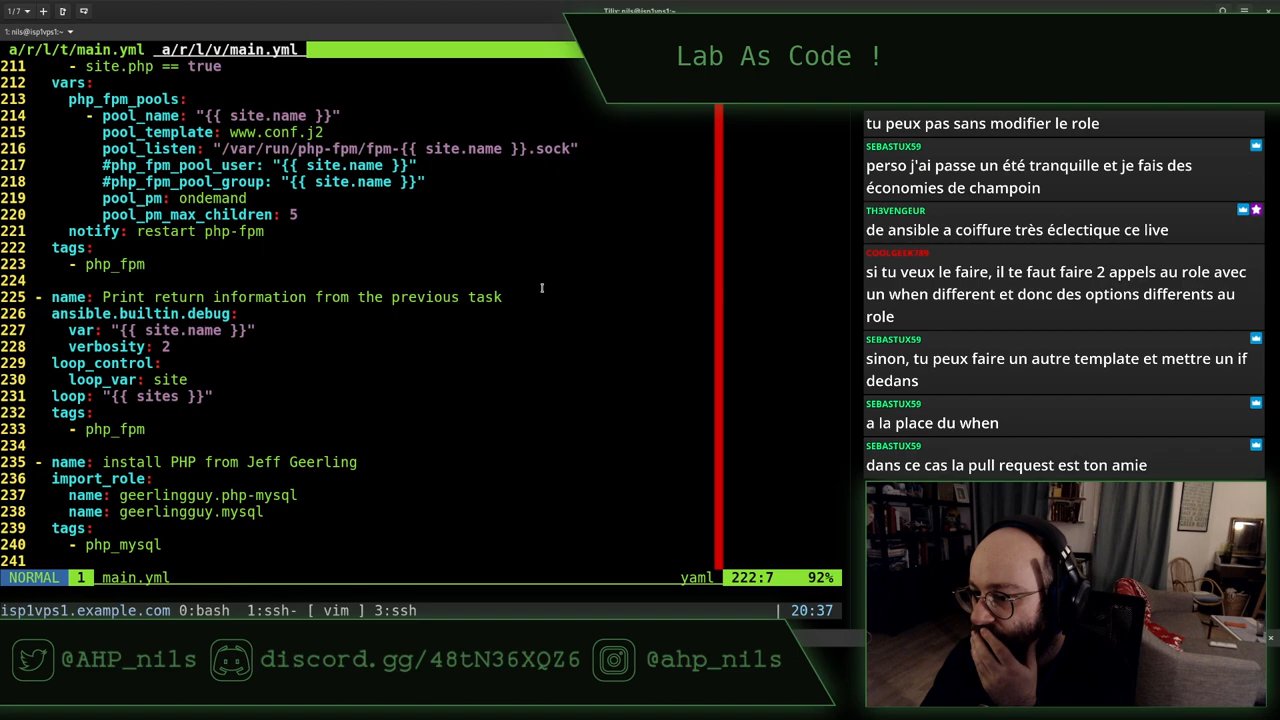 1/7
Tilix: nils@isp1vps1:~
1: nils@isp1vps1:~
a/r/l/t/main.yml a/r/l/v/main.yml
211 - site.php == true
212 vars:
213 php_fpm_pools:
214 - pool_name: "{{ site.name }}"
215 pool_template: www.conf.j2
216 pool_listen: "/var/run/php-fpm/fpm-{{ site.name }}.sock"
217 #php_fpm_pool_user: "{{ site.name }}"
218 #php_fpm_pool_group: "{{ site.name }}"
219 pool_pm: ondemand
220 pool_pm_max_children: 5
221 notify: restart php-fpm
222 tags:
223 - php_fpm
224
225 - name: Print return information from the previous task
226 ansible.builtin.debug:
227 var: "{{ site.name }}"
228 verbosity: 2
229 loop_control:
230 loop_var: site
231 loop: "{{ sites }}"
232 tags:
233 - php_fpm
234
235 - name: install PHP from Jeff Geerling
236 import_role:
237 name: geerlingguy.php-mysql
238 name: geerlingguy.mysql
239 tags:
240 - php_mysql
241
NORMAL 1 main.yml yaml 222:7 92%
isp1vps1.example.com 0:bash 1:ssh- [ vim ] 3:ssh | 20:37
Lab As Code !
tu peux pas sans modifier le role
SEBASTUX59
perso j'ai passe un été tranquille et je fais des
économies de champoin
TH3VENGEUR
de ansible a coiffure très éclectique ce live
COOLGEEK789
si tu veux le faire, il te faut faire 2 appels au role avec
un when different et donc des options differents au
role
SEBASTUX59
sinon, tu peux faire un autre template et mettre un if
dedans
SEBASTUX59
a la place du when
SEBASTUX59
dans ce cas la pull request est ton amie
@AHP_nils discord.gg/48tN36XQZ6 @ahp_nils